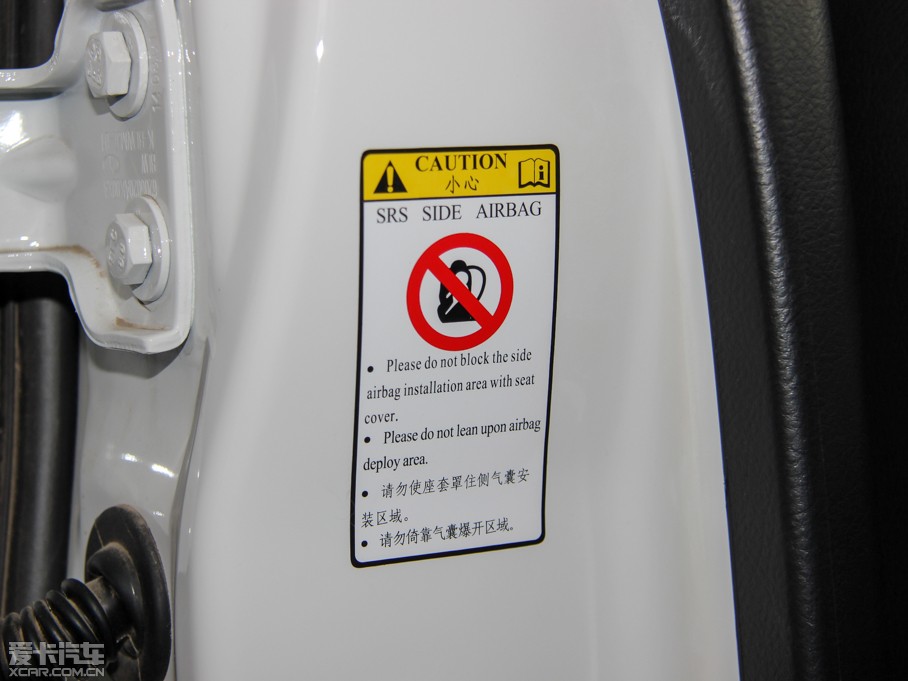 CAUTION
小心
SRS SIDE AIRBAG
• Please do not block the side
airbag installation area with seat
cover.
• Please do not lean upon airbag
deploy area.
• 请勿使座套罩住侧气囊安
装区域。
• 请勿倚靠气囊爆开区域。
爱卡汽车
XCAR.COM.CN